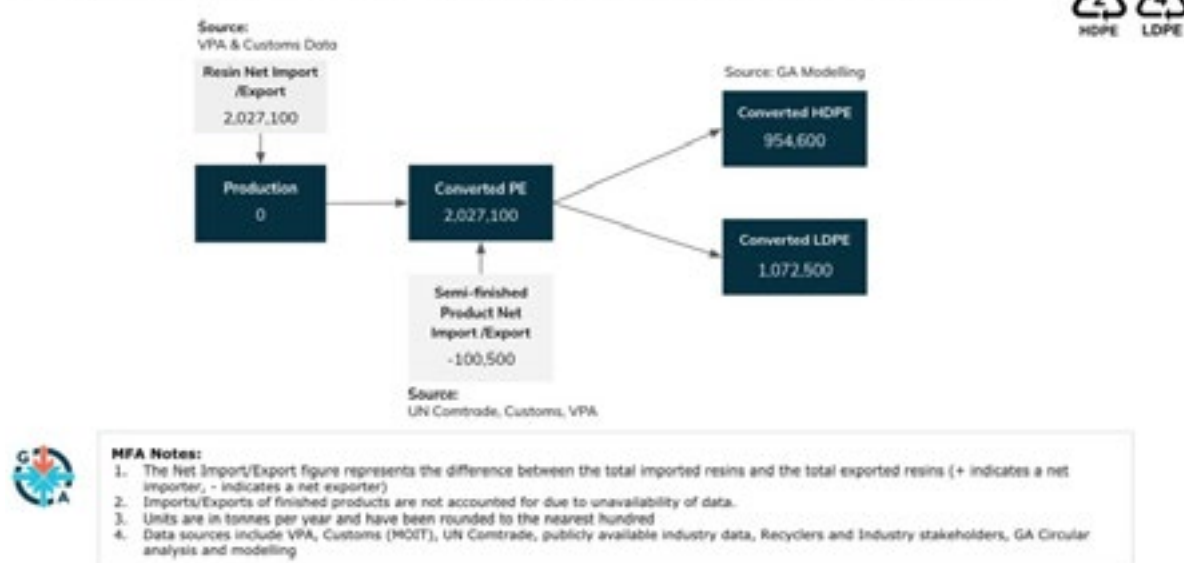 HDPE LDPE
Source:
VPA & Customs Data
Resin Net Import
/Export
2,027,100
Production
0
Converted PE
2,027,100
Semi-finished
Product Net
Import /Export
-100,500
Source:
UN Comtrade, Customs, VPA
Source: GA Modelling
Converted HDPE
954,600
Converted LDPE
1,072,500
G
A
MFA Notes:
1. The Net Import/Export figure represents the difference between the total imported resins and the total exported resins (+ indicates a net
importer, - indicates a net exporter)
2. Imports/Exports of finished products are not accounted for due to unavailability of data.
3. Units are in tonnes per year and have been rounded to the nearest hundred
4. Data sources include VPA, Customs (MOIT), UN Comtrade, publicly available industry data, Recyclers and Industry stakeholders, GA Circular
analysis and modelling